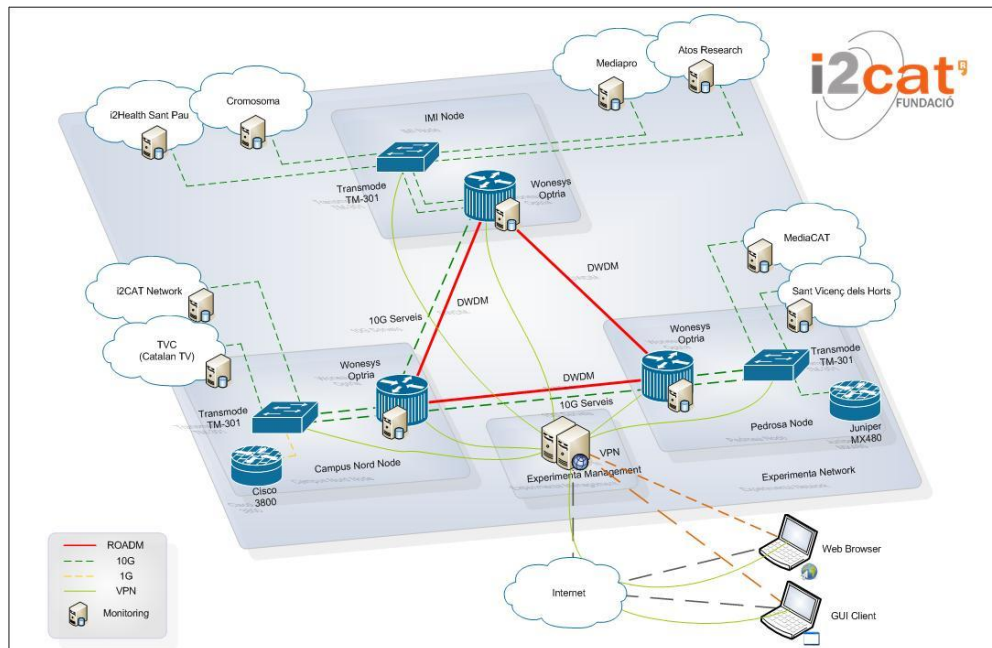 i2cat
FUNDACIÓ
Atos Research
Mediapro
Cromosoma
i2Health Sant Pau
IMI Node
Transmode
TM-301
Wonesys
Optria
MediaCAT
Sant Vicenç dels Horts
DWDM
DWDM
i2CAT Network
10G Serveis
TVC
(Catalan TV)
Wonesys
Optria
Wonesys
Optria
Transmode
TM-301
DWDM
10G Serveis
Transmode
TM-301
Pedrosa Node
Juniper
MX480
VPN
Campus Nord Node
Experimenta Management
Experimenta Network
Cisco
3800
ROADM
10G
1G
VPN
Monitoring
Internet
Web Browser
GUI Client